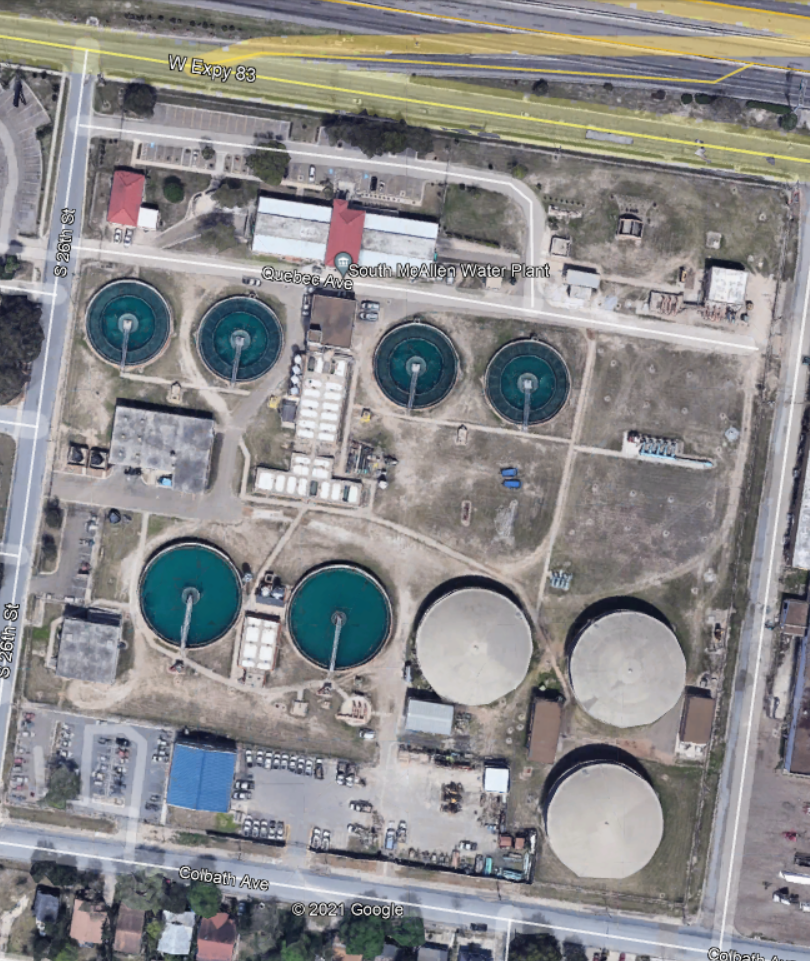 W Expy 83
S 26th St
Quebec Ave
South McAllen Water Plant
S 26th St
Colbath Ave
© 2021 Google
Colbath Ave